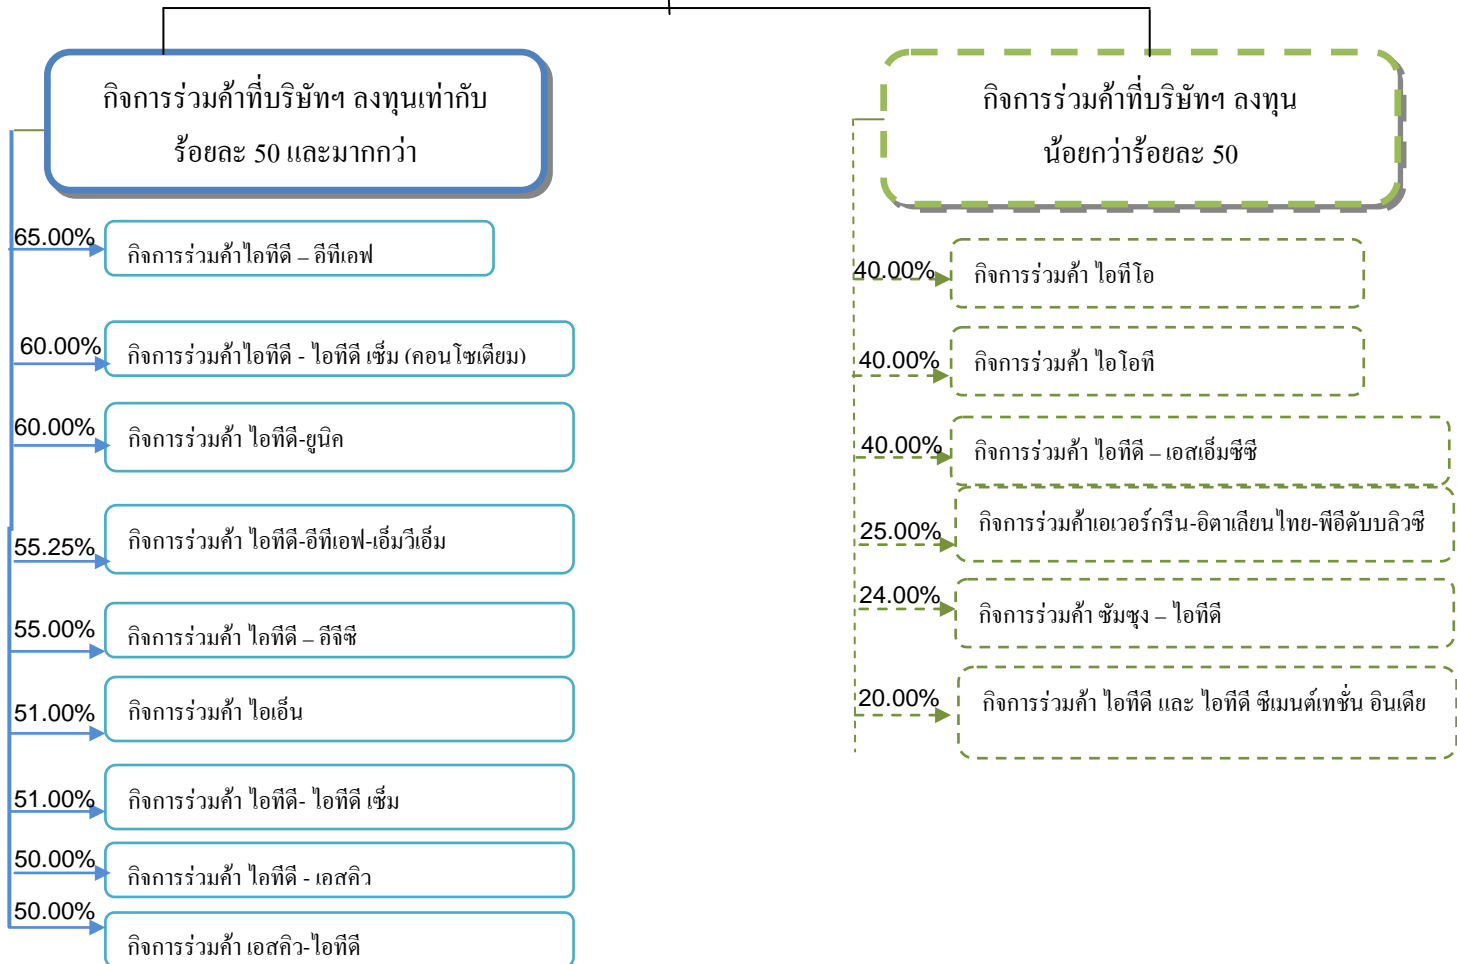 กิจการร่วมค้าที่บริษัทฯ ลงทุนเท่ากับ
ร้อยละ 50 และมากกว่า
65.00%
กิจการร่วมค้าไอทีดี – อีทีเอฟ
60.00%
กิจการร่วมค้าไอทีดี - ไอทีดี เซ็ม (คอนโซเตียม)
60.00%
กิจการร่วมค้า ไอทีดี-ยูนิค
55.25%
กิจการร่วมค้า ไอทีดี-อีทีเอฟ-เอ็มวีเอ็ม
55.00%
กิจการร่วมค้า ไอทีดี – อีจีซี
51.00%
กิจการร่วมค้า ไอเอ็น
51.00%
กิจการร่วมค้า ไอทีดี- ไอทีดี เซ็ม
50.00%
กิจการร่วมค้า ไอทีดี - เอสคิว
50.00%
กิจการร่วมค้า เอสคิว-ไอทีดี
กิจการร่วมค้าที่บริษัทฯ ลงทุน
น้อยกว่าร้อยละ 50
40.00%
กิจการร่วมค้า ไอทีโอ
40.00%
กิจการร่วมค้า ไอโอที
40.00%
กิจการร่วมค้า ไอทีดี – เอสเอ็มซีซี
25.00%
กิจการร่วมค้าเอเวอร์กรีน-อิตาเลียนไทย-พีอีดับบลิวซี
24.00%
กิจการร่วมค้า ซัมซุง – ไอทีดี
20.00%
กิจการร่วมค้า ไอทีดี และ ไอทีดี ซีเมนต์เทชั่น อินเดีย